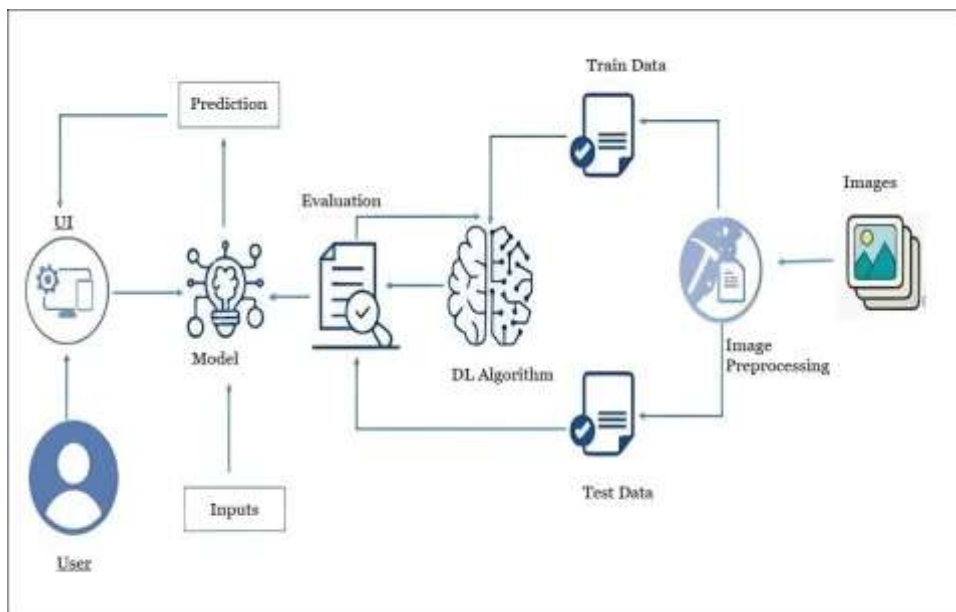 Train Data
Prediction
Images
Evaluation
UI
Model
Image
Preprocessing
DL Algorithm
Inputs
Test Data
User